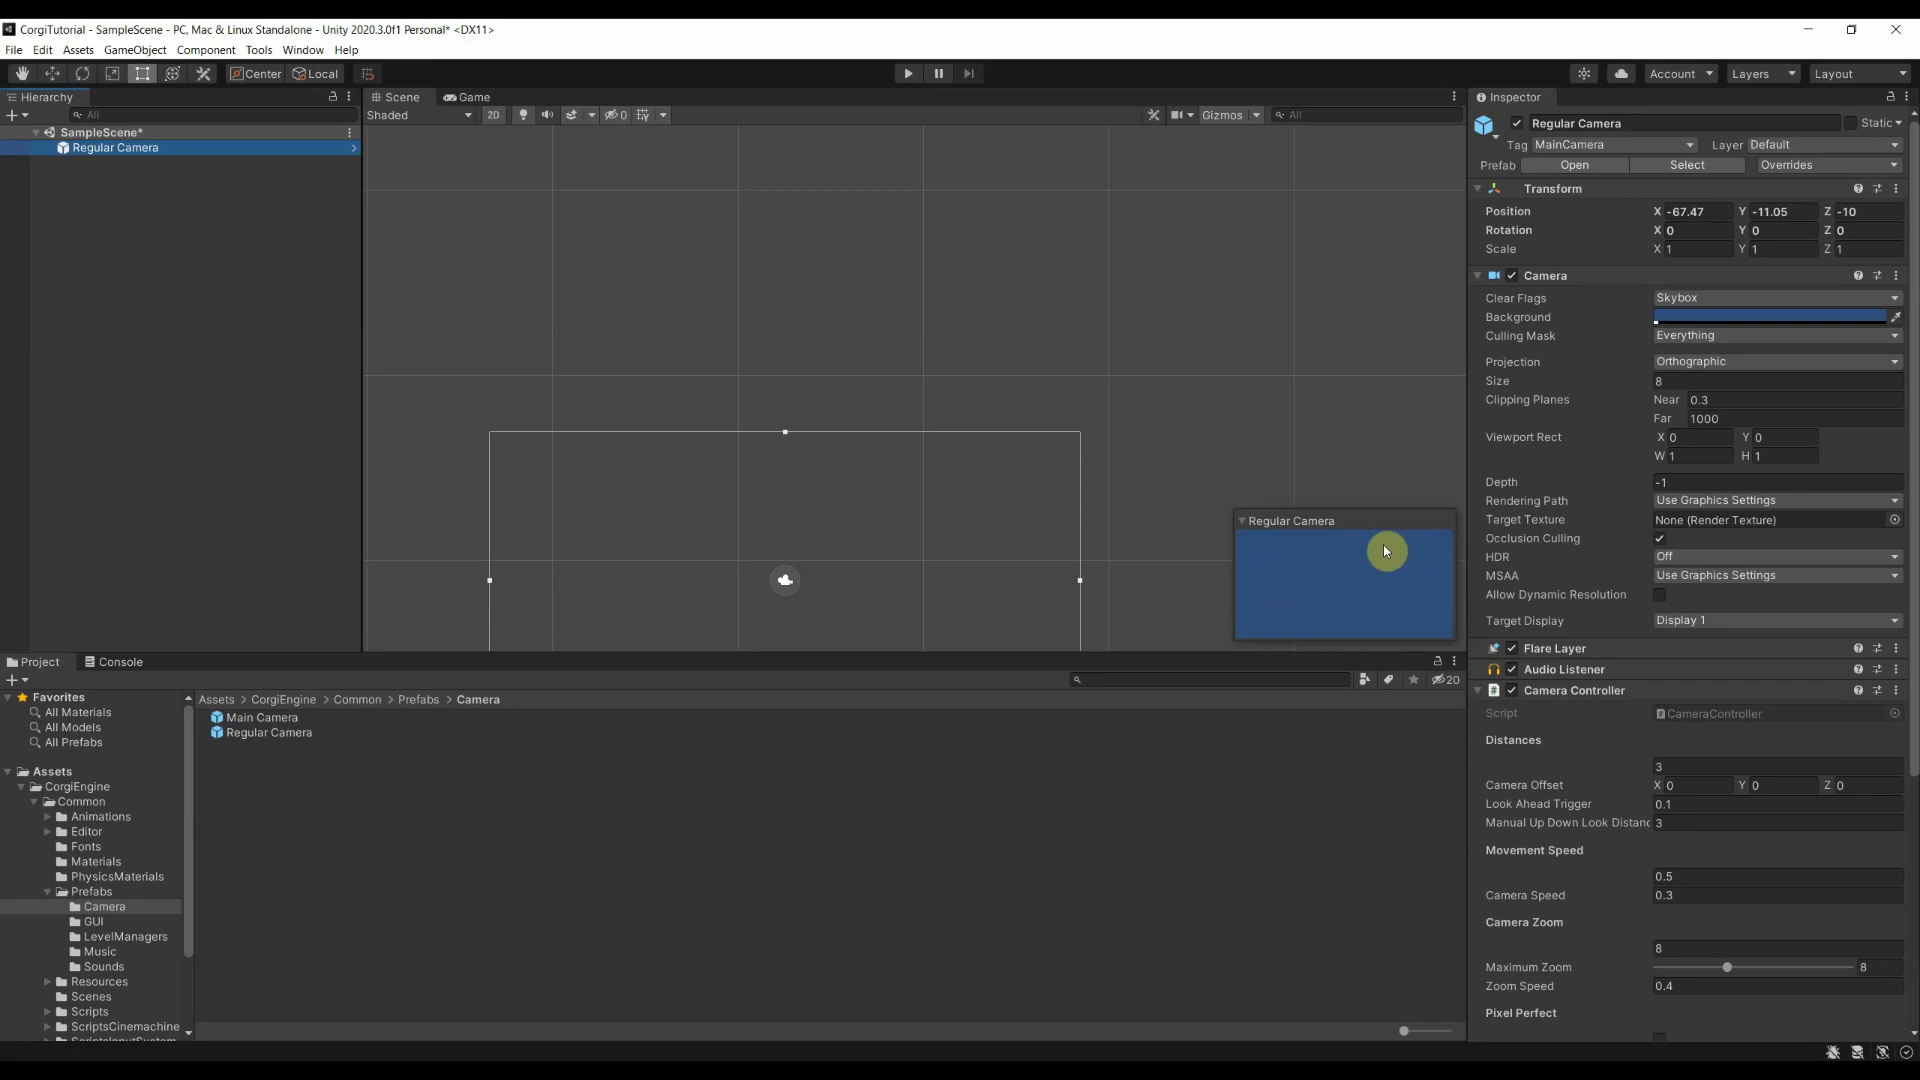 CorgiTutorial - SampleScene - PC, Mac & Linux Standalone - Unity 2020.3.0f1 Personal* <DX11>
File Edit Assets GameObject Component Tools Window Help
Center Local
Account Layers Layout
Hierarchy
All
SampleScene*
Regular Camera
Scene Game
Shaded 2D 0 Gizmos All
Regular Camera
Inspector
Regular Camera Static
Tag MainCamera Layer Default
Prefab Open Select Overrides
Transform
Position X -67.47 Y -11.05 Z -10
Rotation X 0 Y 0 Z 0
Scale X 1 Y 1 Z 1
Camera
Clear Flags Skybox
Background
Culling Mask Everything
Projection Orthographic
Size 8
Clipping Planes Near 0.3
Far 1000
Viewport Rect X 0 Y 0
W 1 H 1
Depth -1
Rendering Path Use Graphics Settings
Target Texture None (Render Texture)
Occlusion Culling
HDR Off
MSAA Use Graphics Settings
Allow Dynamic Resolution
Target Display Display 1
Flare Layer
Audio Listener
Camera Controller
Script CameraController
Distances
3
Camera Offset X 0 Y 0 Z 0
Look Ahead Trigger 0.1
Manual Up Down Look Distanc 3
Movement Speed
0.5
Camera Speed 0.3
Camera Zoom
8
Maximum Zoom 8
Zoom Speed 0.4
Pixel Perfect
Project Console
20
Favorites
All Materials
All Models
All Prefabs
Assets
CorgiEngine
Common
Animations
Editor
Fonts
Materials
PhysicsMaterials
Prefabs
Camera
GUI
LevelManagers
Music
Sounds
Resources
Scenes
Scripts
ScriptsCinemachine
Assets > CorgiEngine > Common > Prefabs > Camera
Main Camera
Regular Camera